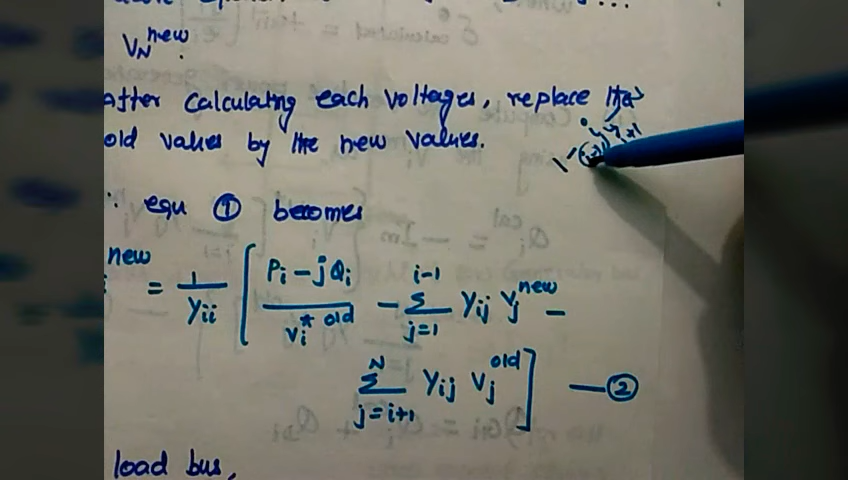 V_N^new.
after calculating each voltages, replace the
old values by the new values.
∴ equ ① becomes
new = 1/Y_ii [ (P_i − jQ_i)/(V_i^* old) − Σ_{j=1}^{i-1} Y_ij V_j^new −
Σ_{j=i+1}^{N} Y_ij V_j^old ] — ②
load bus,